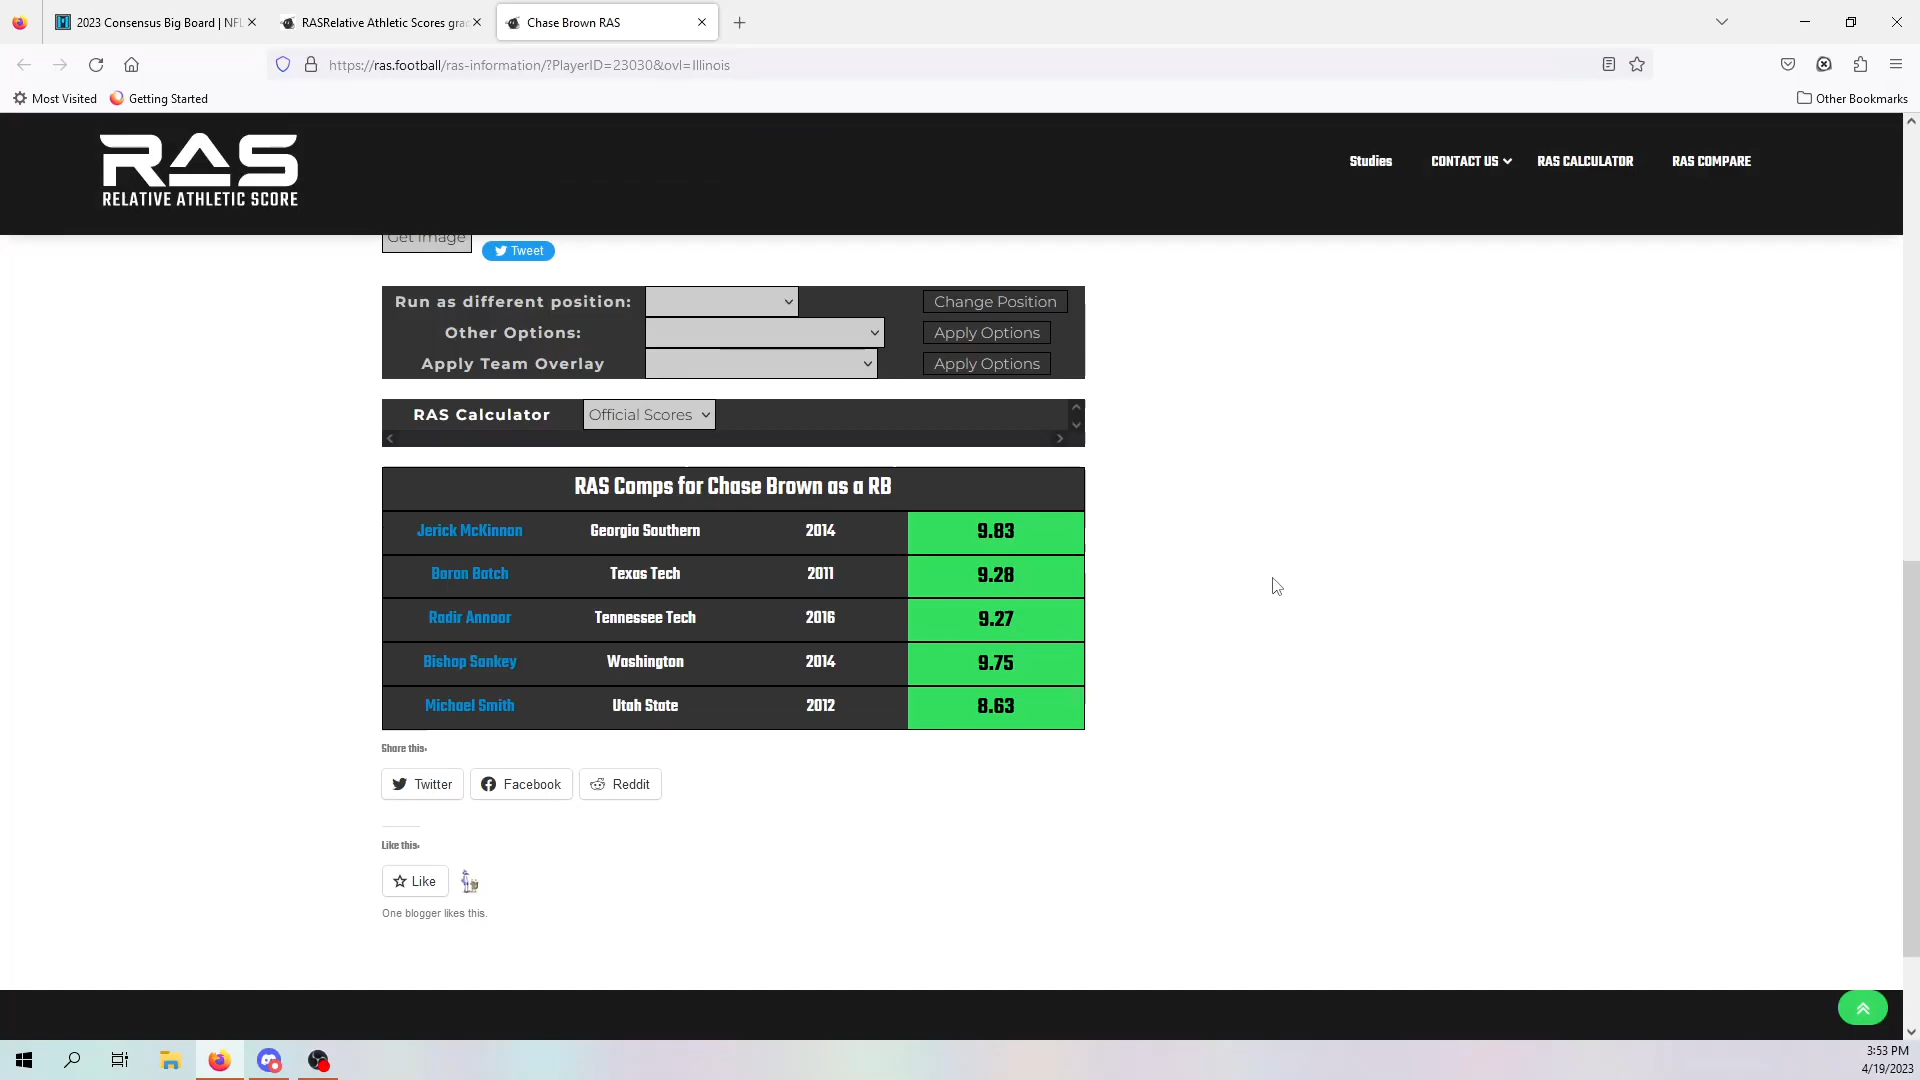 2023 Consensus Big Board | NFL
RASRelative Athletic Scores gra
Chase Brown RAS
https://ras.football/ras-information/?PlayerID=23030&ovl=Illinois
Most Visited
Getting Started
Other Bookmarks
RAS
RELATIVE ATHLETIC SCORE
Studies
CONTACT US
RAS CALCULATOR
RAS COMPARE
Get Image
Tweet
Run as different position:
Change Position
Other Options:
Apply Options
Apply Team Overlay
Apply Options
RAS Calculator
Official Scores
RAS Comps for Chase Brown as a RB
Jerick McKinnon Georgia Southern 2014 9.83
Baron Batch Texas Tech 2011 9.28
Radir Annoor Tennessee Tech 2016 9.27
Bishop Sankey Washington 2014 9.75
Michael Smith Utah State 2012 8.63
Share this:
Twitter
Facebook
Reddit
Like this:
Like
One blogger likes this.
3:53 PM
4/19/2023